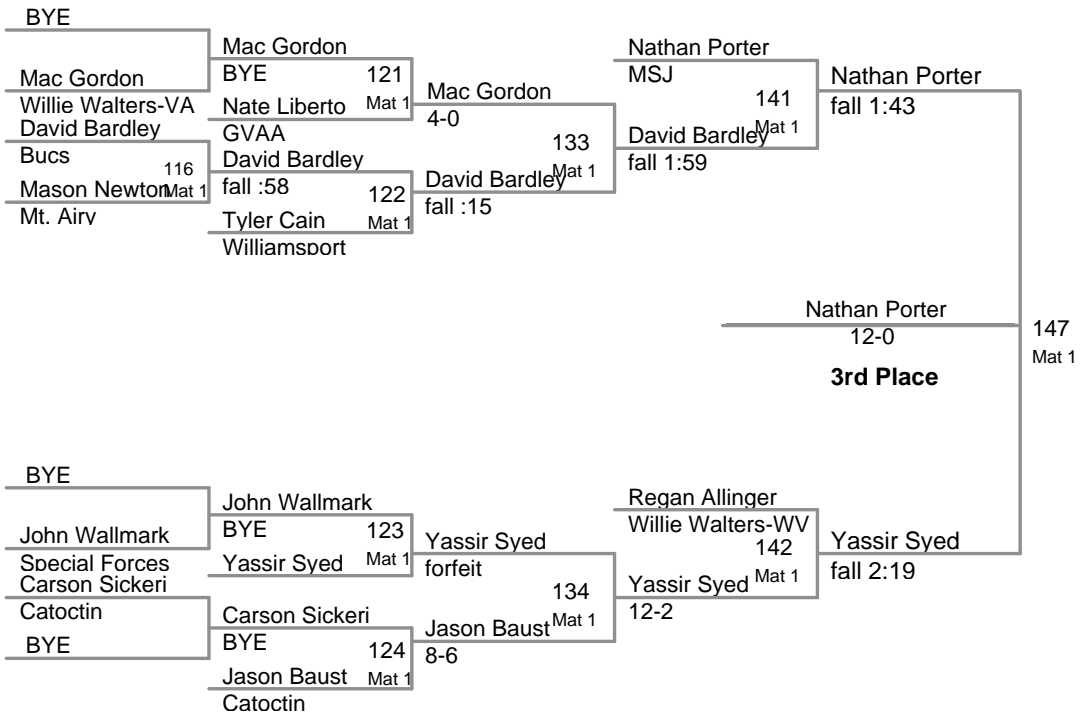 BYE
Mac Gordon
Willie Walters-VA
David Bardley
Bucs
116
Mason Newton
Mat 1
Mt. Airy
Mac Gordon
BYE
121
Mat 1
Nate Liberto
GVAA
David Bardley
fall :58
122
Mat 1
Tyler Cain
Williamsport
Mac Gordon
4-0
133
Mat 1
David Bardley
fall :15
Nathan Porter
MSJ
141
Mat 1
David Bardley
fall 1:59
Nathan Porter
fall 1:43
Nathan Porter
12-0
3rd Place
147
Mat 1
BYE
John Wallmark
Special Forces
Carson Sickeri
Catoctin
BYE
John Wallmark
BYE
123
Mat 1
Yassir Syed
Carson Sickeri
BYE
124
Mat 1
Jason Baust
Catoctin
Yassir Syed
forfeit
134
Mat 1
Jason Baust
8-6
Regan Allinger
Willie Walters-WV
142
Mat 1
Yassir Syed
12-2
Yassir Syed
fall 2:19